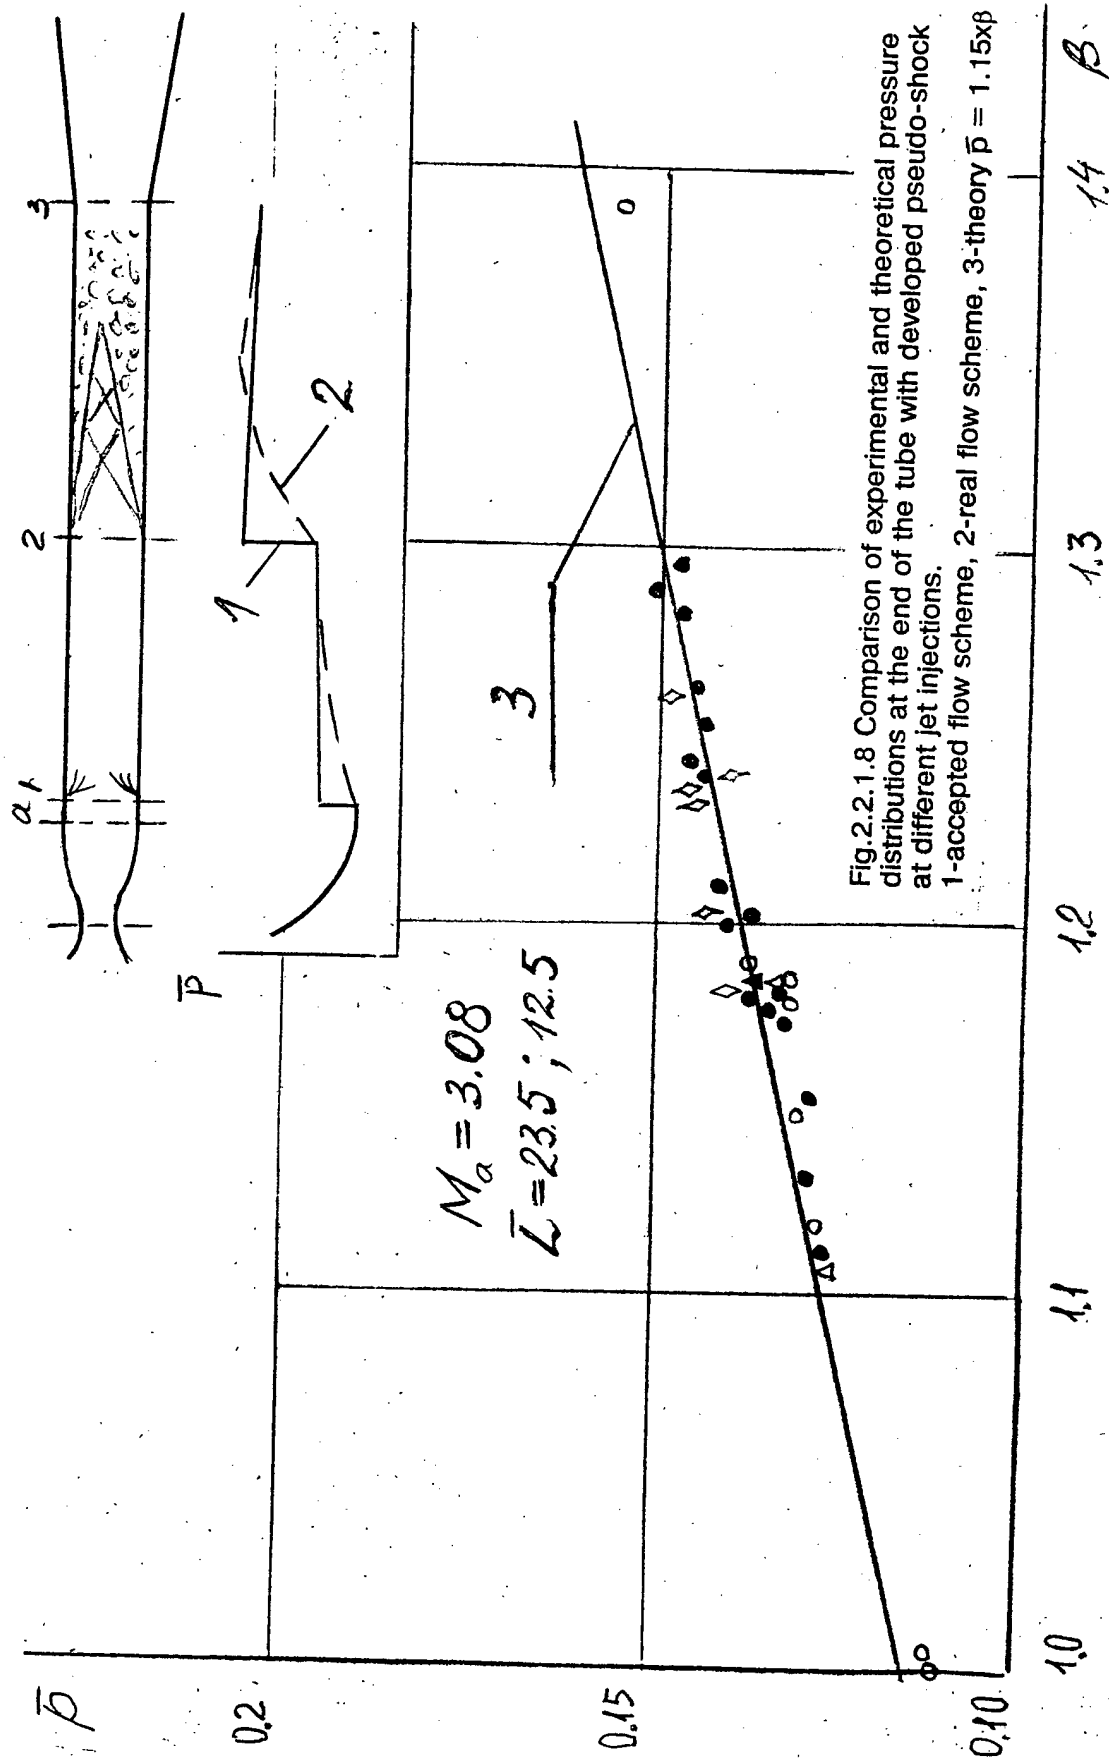 a 1 2 3
P̅
1
2
p̅
0.2
0.15
0.10
Mₐ = 3.08
L̅ = 23.5 ; 12.5
3
1.0 1.1 1.2 1.3 1.4 β
Fig.2.2.1.8 Comparison of experimental and theoretical pressure
distributions at the end of the tube with developed pseudo-shock
at different jet injections.
1-accepted flow scheme, 2-real flow scheme, 3-theory p̅ = 1.15xβ